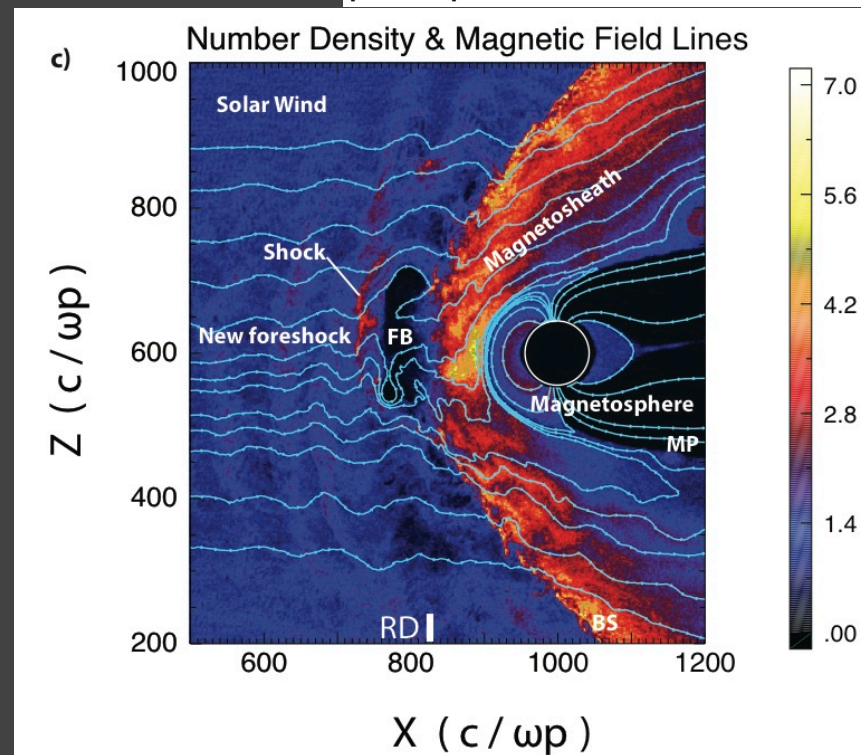 c)
Number Density & Magnetic Field Lines
1000
800
600
400
200
Z ( c / ωp )
Solar Wind
Shock
New foreshock
FB
Magnetosheath
Magnetosphere
MP
RD
BS
600
800
1000
1200
X ( c / ωp )
7.0
5.6
4.2
2.8
1.4
.00